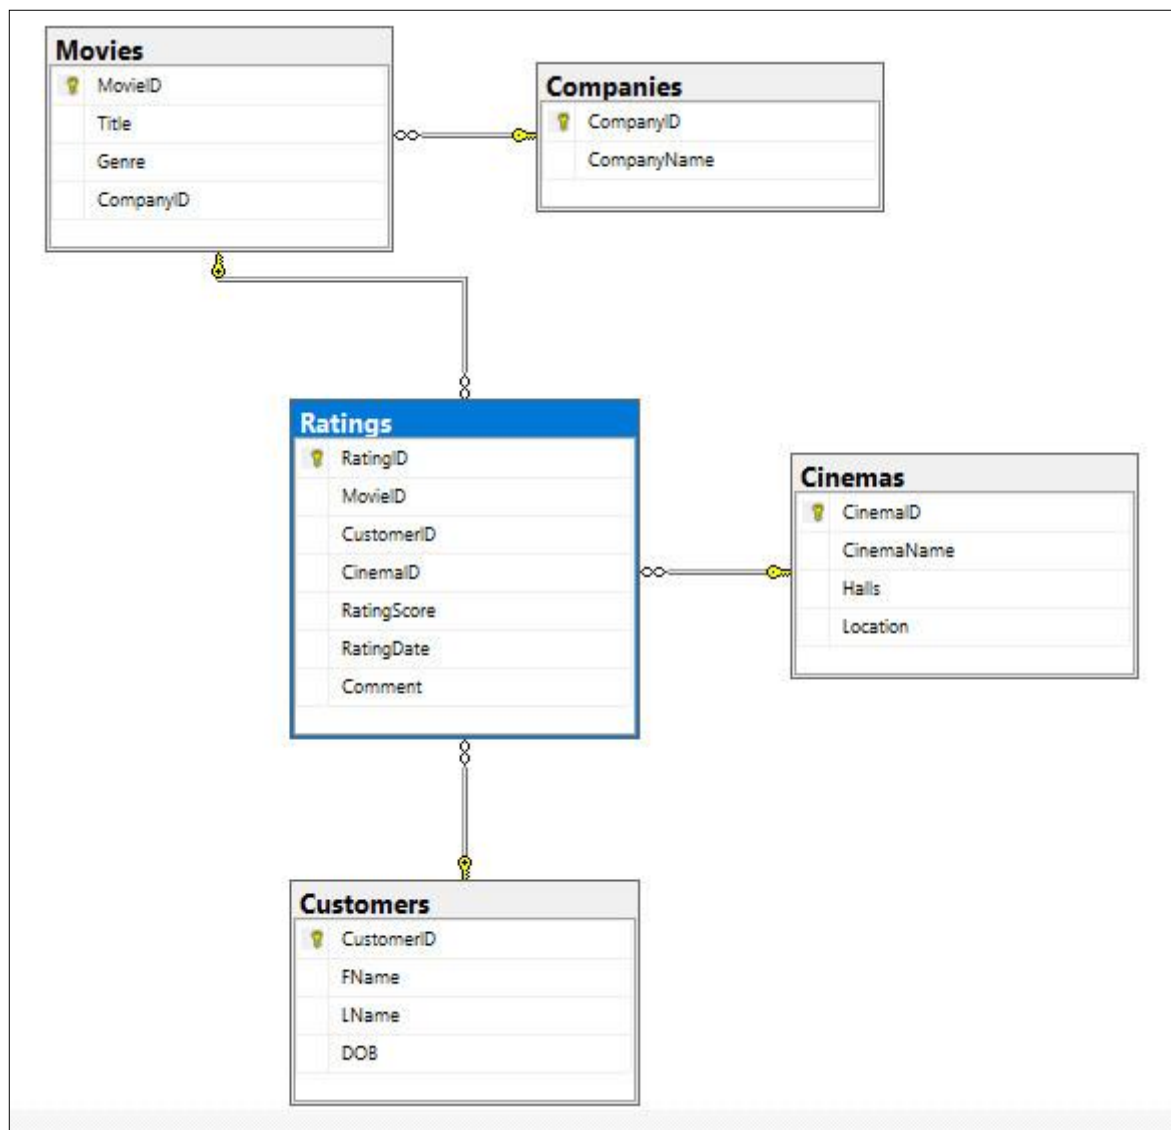 Movies
MovieID
Title
Genre
CompanyID
Companies
CompanyID
CompanyName
Ratings
RatingID
MovieID
CustomerID
CinemaID
RatingScore
RatingDate
Comment
Cinemas
CinemaID
CinemaName
Halls
Location
Customers
CustomerID
FName
LName
DOB